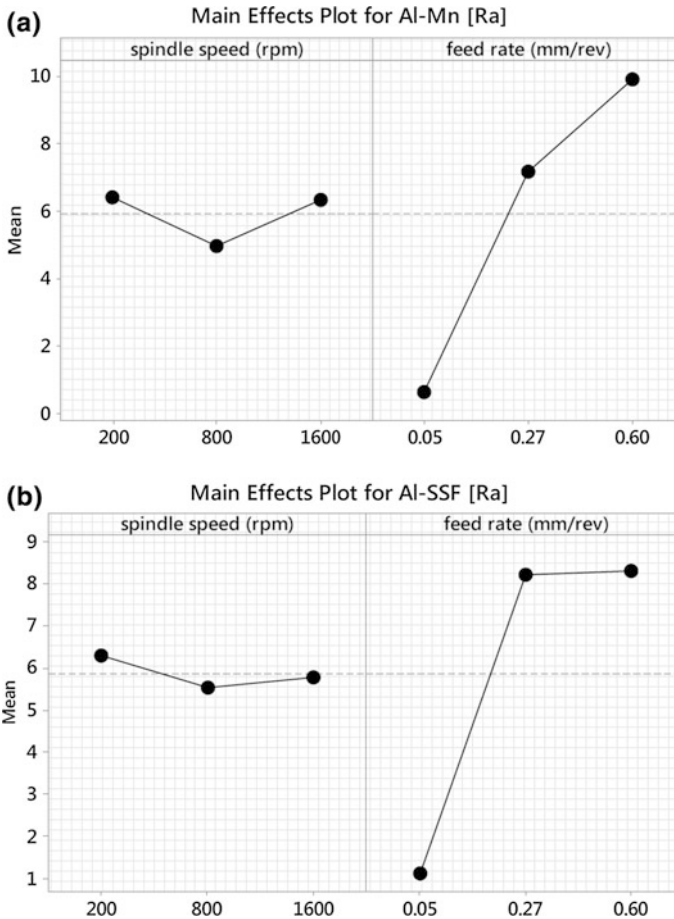 (a)
Main Effects Plot for Al-Mn [Ra]
spindle speed (rpm) feed rate (mm/rev)
10
8
6
4
2
0
Mean
200 800 1600 0.05 0.27 0.60
(b)
Main Effects Plot for Al-SSF [Ra]
spindle speed (rpm) feed rate (mm/rev)
9
8
7
6
5
4
3
2
1
Mean
200 800 1600 0.05 0.27 0.60